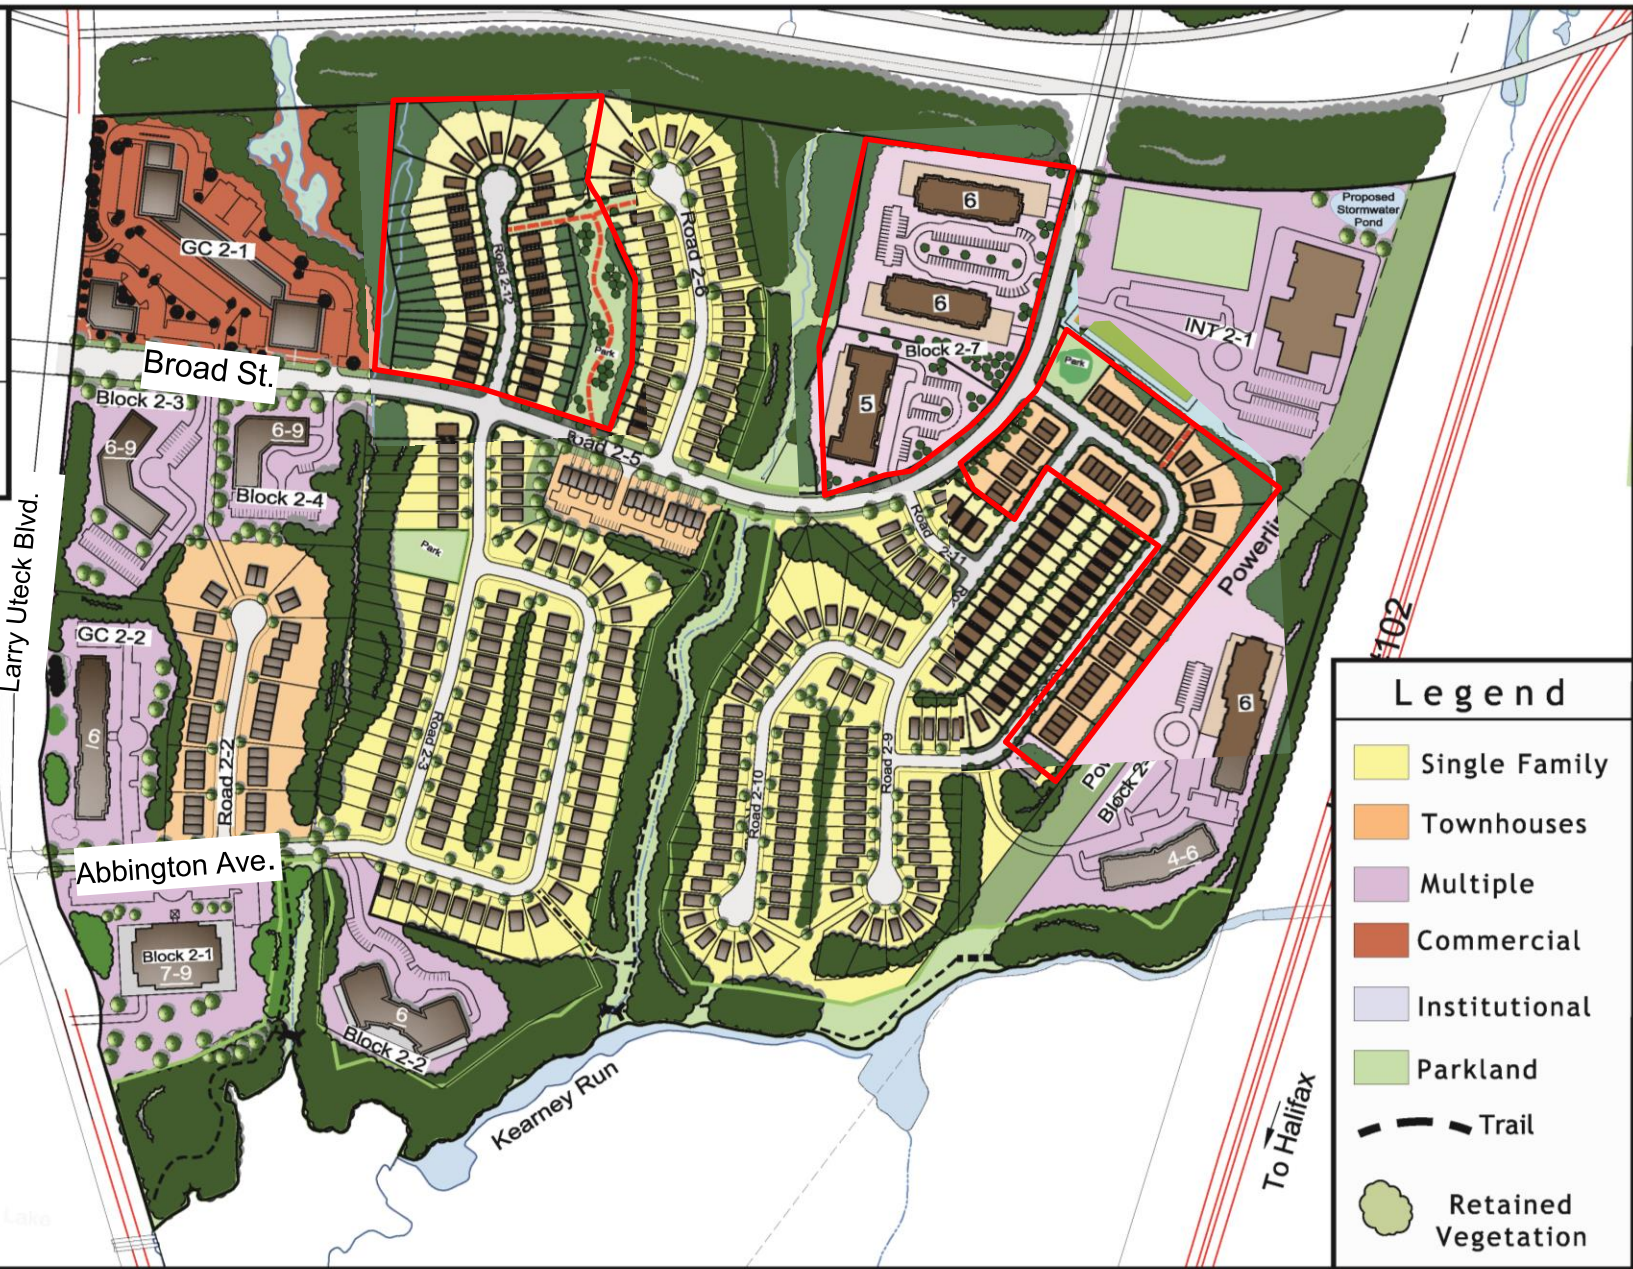 GC 2-1
Road 2-12
Road 2-6
Park
6
6
Block 2-7
5
Proposed
Stormwater
Pond
INT 2-1
Park
Broad St.
Block 2-3
6-9
6-9
Block 2-4
Road 2-5
Larry Uteck Blvd.
Park
Road
2-11
102
GC 2-2
6
Road 2-2
Road 2-3
Road 2-10
Road 2-9
6
4-6
Abbington Ave.
Block 2-1
7-9
6
Block 2-2
Kearney Run
To Halifax
Legend
Single Family
Townhouses
Multiple
Commercial
Institutional
Parkland
Trail
Retained
Vegetation